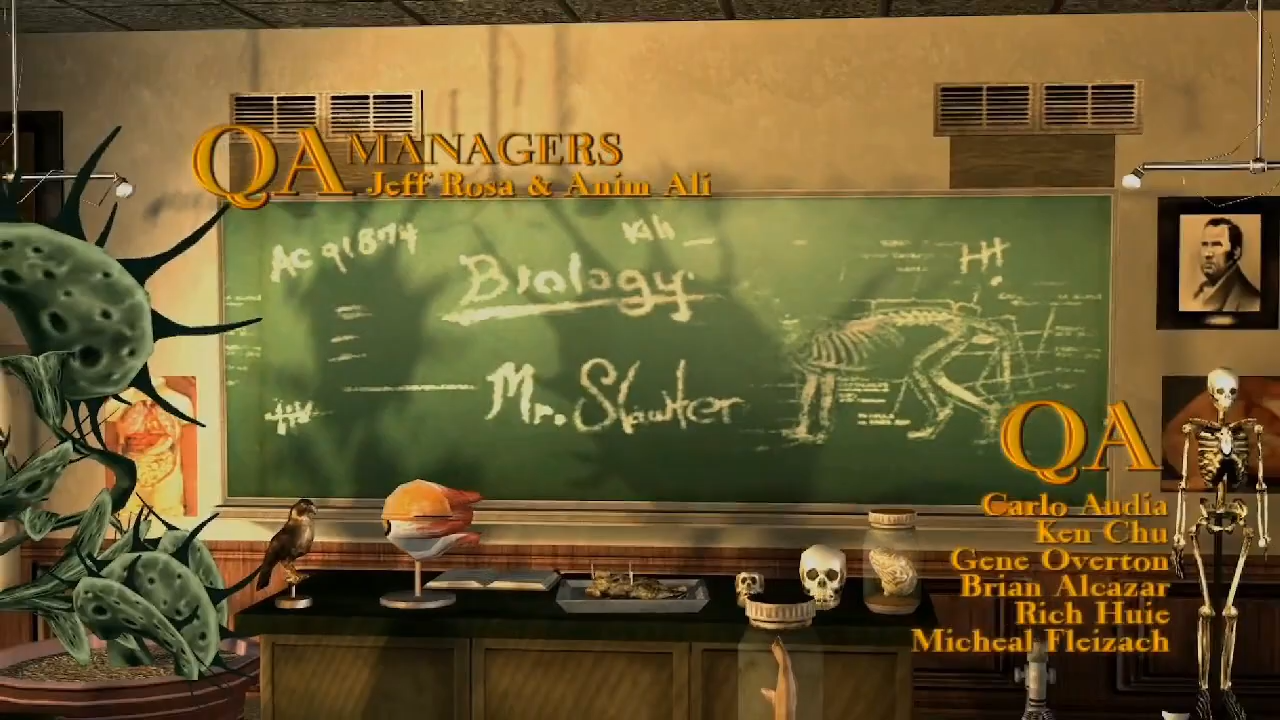 QA MANAGERS
Jeff Rosa & Anim Ali
Ac 91874
Biology
Mr. Slawter
QA
Carlo Audia
Ken Chu
Gene Overton
Brian Alcazar
Rich Huie
Micheal Fleizach